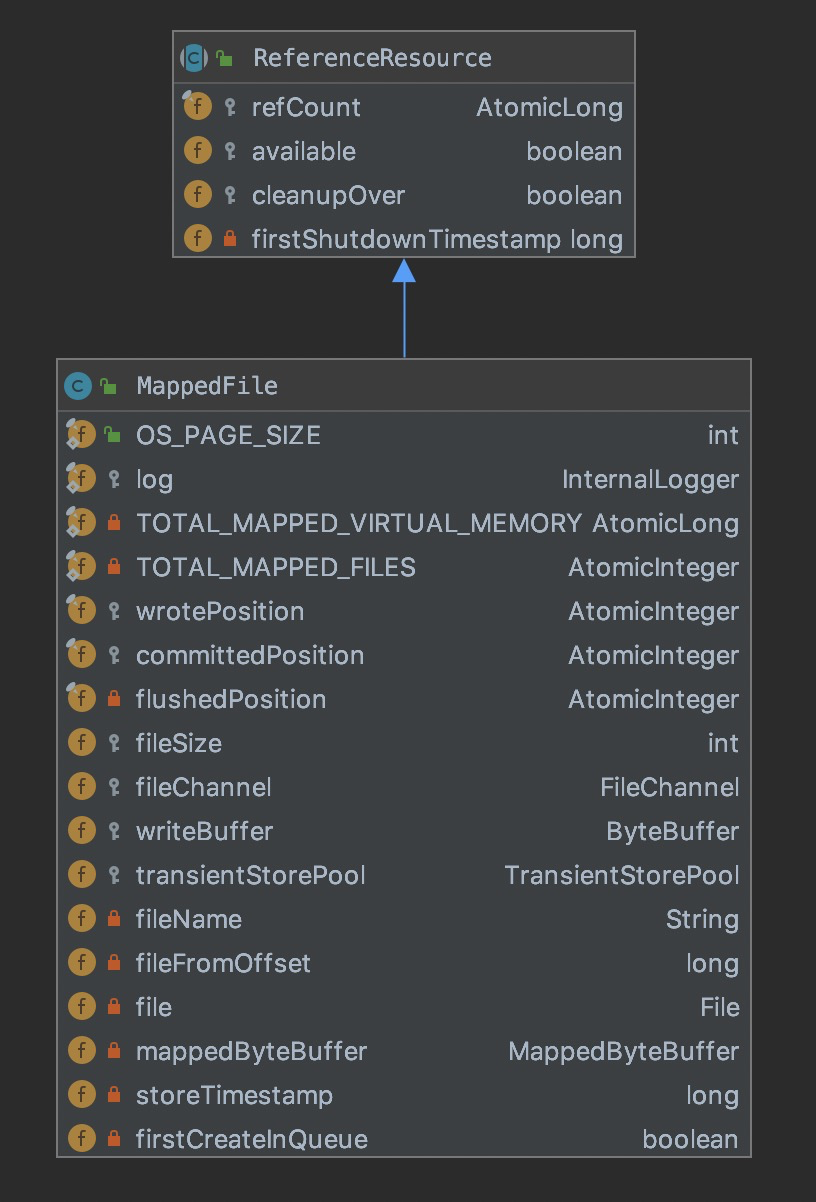 ReferenceResource
refCount AtomicLong
available boolean
cleanupOver boolean
firstShutdownTimestamp long
MappedFile
OS_PAGE_SIZE int
log InternalLogger
TOTAL_MAPPED_VIRTUAL_MEMORY AtomicLong
TOTAL_MAPPED_FILES AtomicInteger
wrotePosition AtomicInteger
committedPosition AtomicInteger
flushedPosition AtomicInteger
fileSize int
fileChannel FileChannel
writeBuffer ByteBuffer
transientStorePool TransientStorePool
fileName String
fileFromOffset long
file File
mappedByteBuffer MappedByteBuffer
storeTimestamp long
firstCreateInQueue boolean